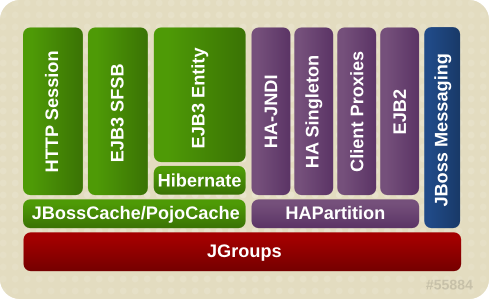 HTTP Session
EJB3 SFSB
EJB3 Entity
HA-JNDI
HA Singleton
Client Proxies
EJB2
JBoss Messaging
Hibernate
JBossCache/PojoCache
HAPartition
JGroups
#55884